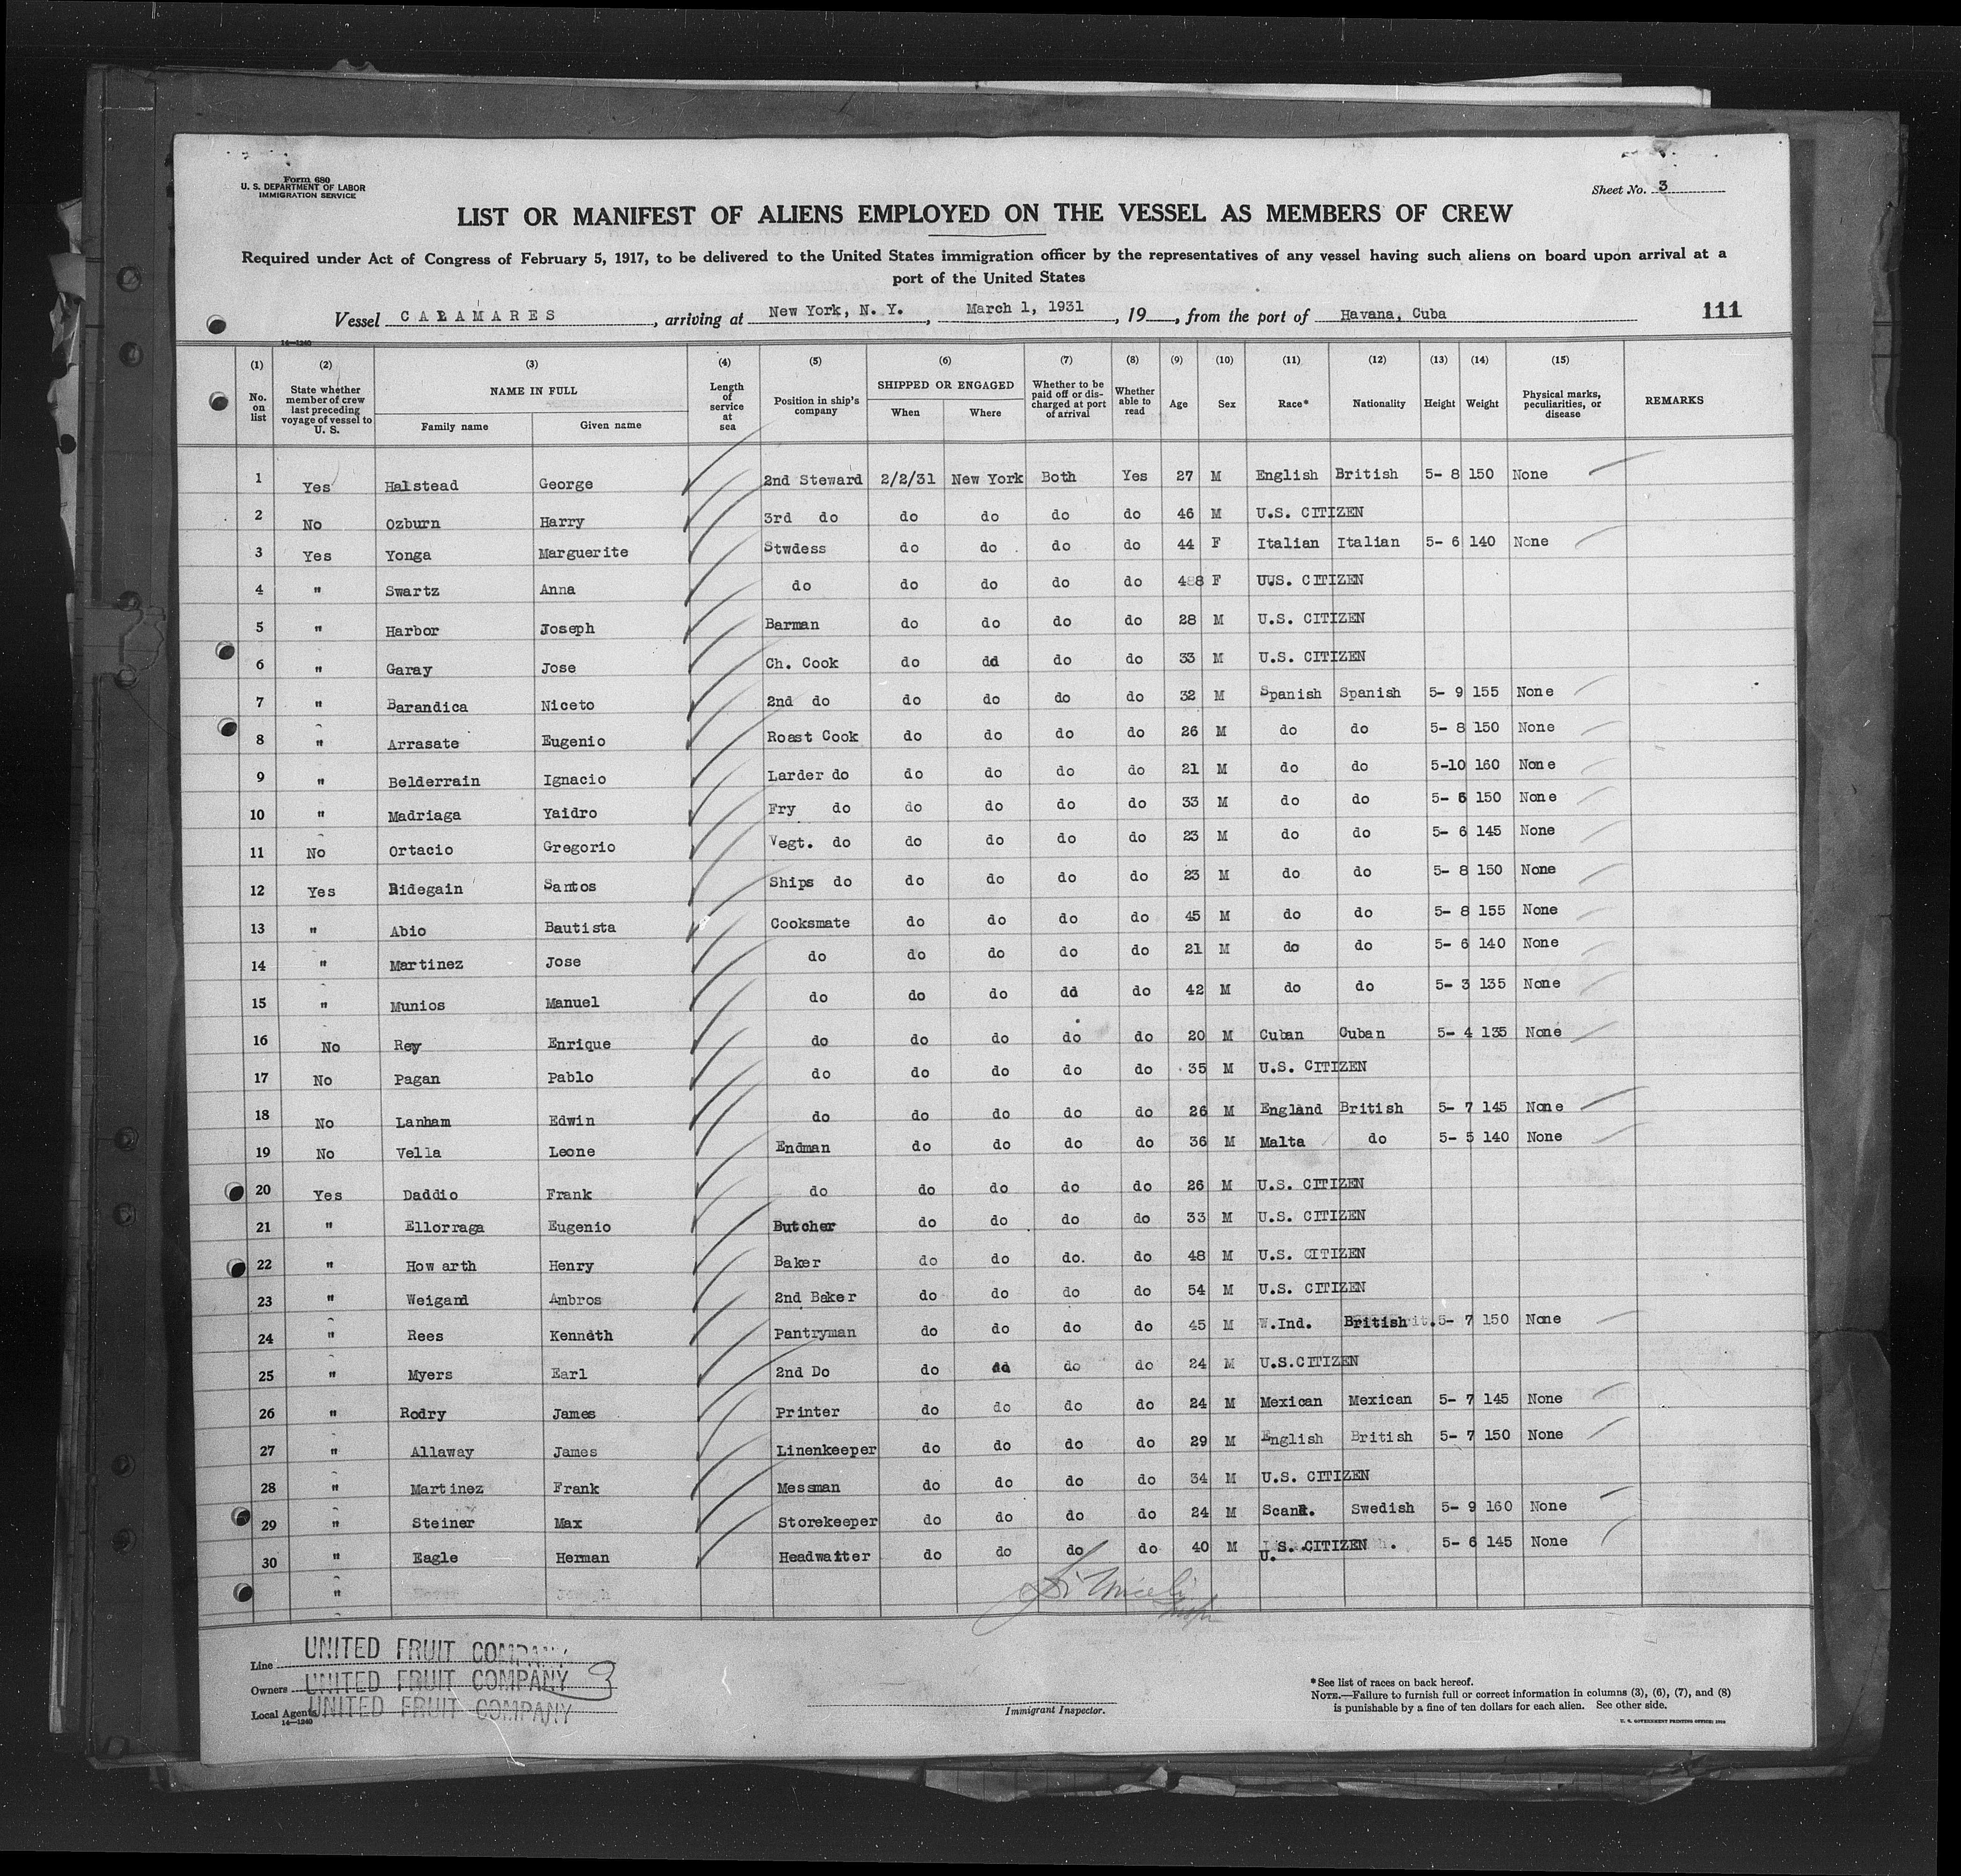 Form 680
U. S. DEPARTMENT OF LABOR
IMMIGRATION SERVICE
Sheet No. 3
LIST OR MANIFEST OF ALIENS EMPLOYED ON THE VESSEL AS MEMBERS OF CREW
Required under Act of Congress of February 5, 1917, to be delivered to the United States immigration officer by the representatives of any vessel having such aliens on board upon arrival at a
port of the United States
Vessel CALAMARES, arriving at New York, N. Y., March 1, 1931, 19__, from the port of Havana, Cuba 111
14—1240
(1) (2) (3) (4) (5) (6) (7) (8) (9) (10) (11) (12) (13) (14) (15)
No. on list | State whether member of crew last preceding voyage of vessel to U. S. | NAME IN FULL | Family name | Given name | Length of service at sea | Position in ship's company | SHIPPED OR ENGAGED | When | Where | Whether to be paid off or discharged at port of arrival | Whether able to read | Age | Sex | Race* | Nationality | Height | Weight | Physical marks, peculiarities, or disease | REMARKS
1 Yes Halstead George 2nd Steward 2/2/31 New York Both Yes 27 M English British 5- 8 150 None
2 No Ozburn Harry 3rd do do do do do 46 M U.S. CITIZEN
3 Yes Yonga Marguerite Stwdess do do do do 44 F Italian Italian 5- 6 140 None
4 " Swartz Anna do do do do do 488 F UUS. CITIZEN
5 " Harbor Joseph Barman do do do do 28 M U.S. CITIZEN
6 " Garay Jose Ch. Cook do dd do do 33 M U.S. CITIZEN
7 " Barandica Niceto 2nd do do do do do 32 M Spanish Spanish 5- 9 155 None
8 " Arrasate Eugenio Roast Cook do do do do 26 M do do 5- 8 150 None
9 " Belderrain Ignacio Larder do do do do do 21 M do do 5-10 160 None
10 " Madriaga Yaidro Fry do do do do do 33 M do do 5- 6 150 None
11 No Ortacio Gregorio Vegt. do do do do do 23 M do do 5- 6 145 None
12 Yes Bidegain Santos Ships do do do do do 23 M do do 5- 8 150 None
13 " Abio Bautista Cooksmate do do do do 45 M do do 5- 8 155 None
14 " Martinez Jose do do do do do 21 M do do 5- 6 140 None
15 " Munios Manuel do do do dd do 42 M do do 5- 3 135 None
16 No Rey Enrique do do do do do 20 M Cuban Cuban 5- 4 135 None
17 No Pagan Pablo do do do do do 35 M U.S. CITIZEN
18 No Lanham Edwin do do do do do 26 M England British 5- 7 145 None
19 No Vella Leone Endman do do do do 36 M Malta do 5- 5 140 None
20 Yes Daddio Frank do do do do do 26 M U.S. CITIZEN
21 " Ellorraga Eugenio Butcher do do do do 33 M U.S. CITIZEN
22 " How arth Henry Baker do do do. do 48 M U.S. CITIZEN
23 " Weigand Ambros 2nd Baker do do do do 54 M U.S. CITIZEN
24 " Rees Kenneth Pantryman do do do do 45 M W.Ind. British 5- 7 150 None
25 " Myers Earl 2nd Do do dd do do 24 M U.S.CITIZEN
26 " Rodry James Printer do do do do 24 M Mexican Mexican 5- 7 145 None
27 " Allaway James Linenkeeper do do do do 29 M English British 5- 7 150 None
28 " Martinez Frank Messman do do do do 34 M U.S. CITIZEN
29 " Steiner Max Storekeeper do do do do 24 M Scan. Swedish 5- 9 160 None
30 " Eagle Herman Headwaiter do do do do 40 M U.S. CITIZEN 5- 6 145 None
"
Line UNITED FRUIT COMPANY
Owners UNITED FRUIT COMPANY 3
Local Agents UNITED FRUIT COMPANY
14—1240
Immigrant Inspector.
*See list of races on back hereof.
NOTE.—Failure to furnish full or correct information in columns (3), (6), (7), and (8)
is punishable by a fine of ten dollars for each alien. See other side.